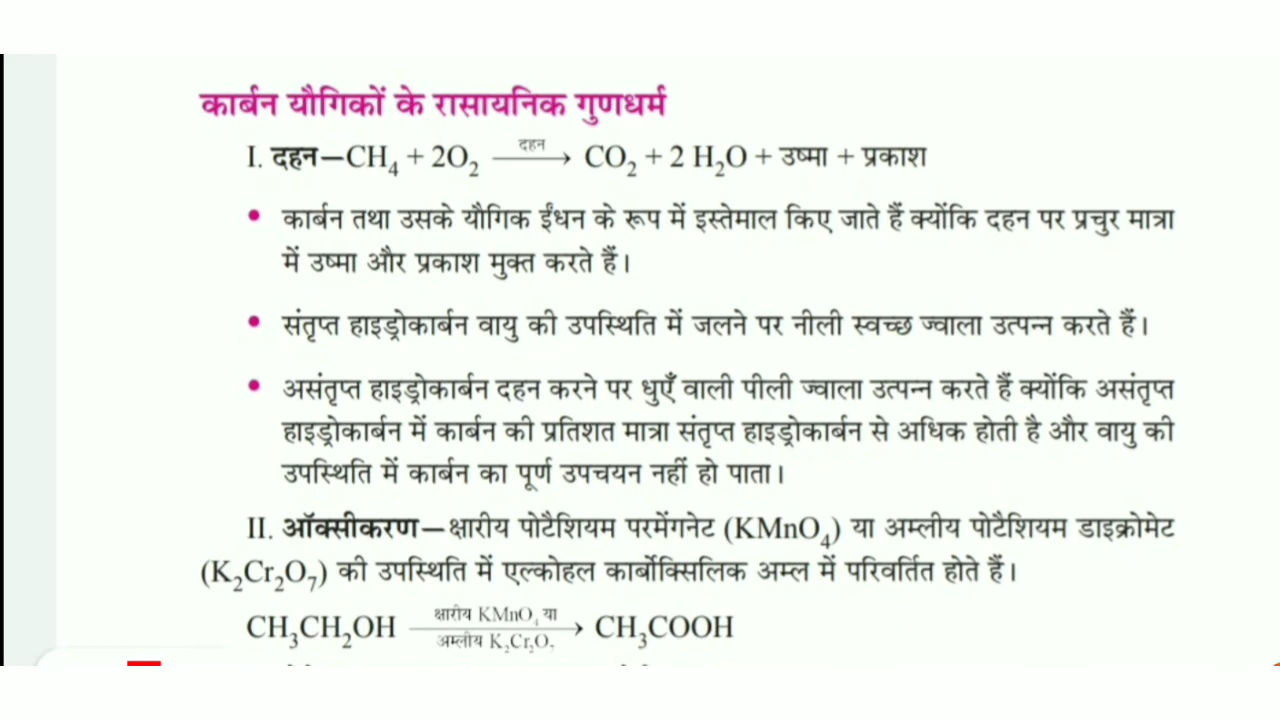 कार्बन यौगिकों के रासायनिक गुणधर्म
I. दहन—CH₄ + 2O₂ —दहन→ CO₂ + 2 H₂O + उष्मा + प्रकाश
• कार्बन तथा उसके यौगिक ईंधन के रूप में इस्तेमाल किए जाते हैं क्योंकि दहन पर प्रचुर मात्रा
में उष्मा और प्रकाश मुक्त करते हैं।
• संतृप्त हाइड्रोकार्बन वायु की उपस्थिति में जलने पर नीली स्वच्छ ज्वाला उत्पन्न करते हैं।
• असंतृप्त हाइड्रोकार्बन दहन करने पर धुएँ वाली पीली ज्वाला उत्पन्न करते हैं क्योंकि असंतृप्त
हाइड्रोकार्बन में कार्बन की प्रतिशत मात्रा संतृप्त हाइड्रोकार्बन से अधिक होती है और वायु की
उपस्थिति में कार्बन का पूर्ण उपचयन नहीं हो पाता।
II. ऑक्सीकरण—क्षारीय पोटैशियम परमेंगनेट (KMnO₄) या अम्लीय पोटैशियम डाइक्रोमेट
(K₂Cr₂O₇) की उपस्थिति में एल्कोहल कार्बोक्सिलिक अम्ल में परिवर्तित होते हैं।
CH₃CH₂OH —क्षारीय KMnO₄ या / अम्लीय K₂Cr₂O₇→ CH₃COOH